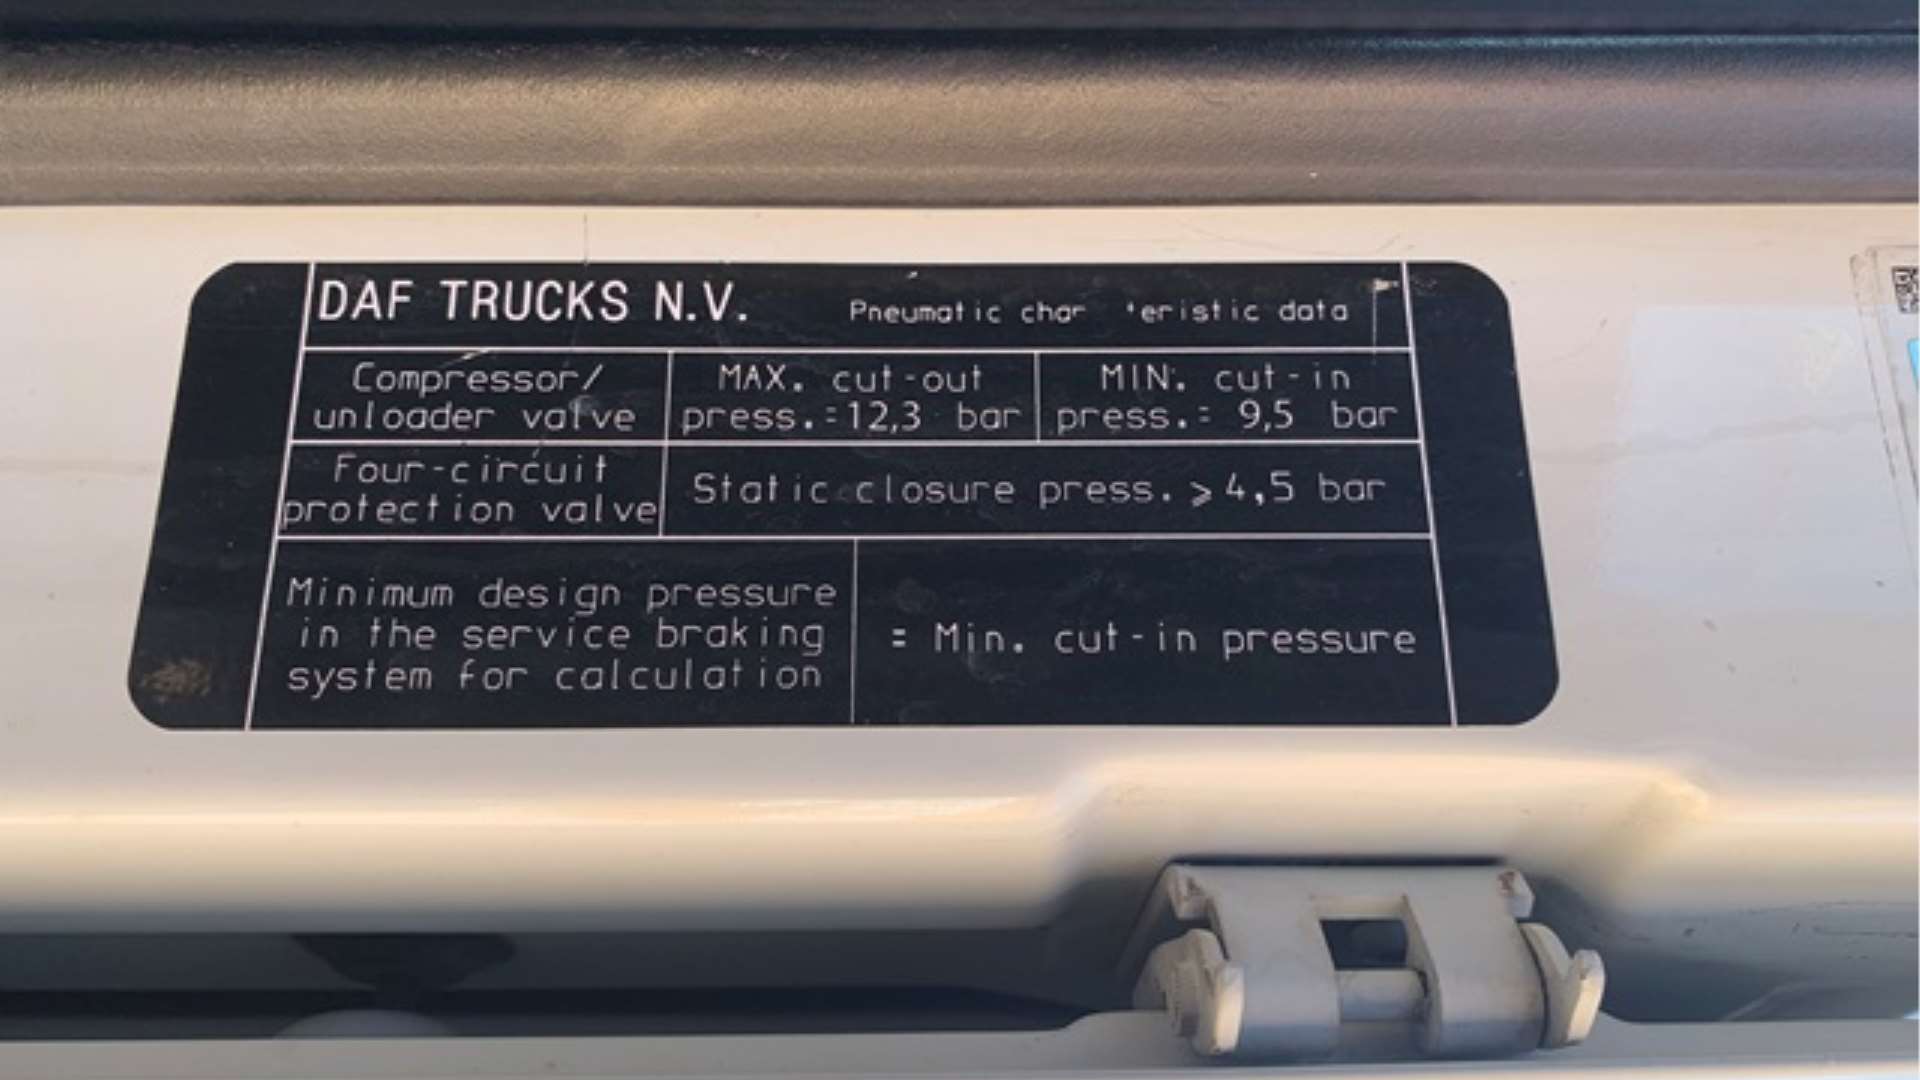 DAF TRUCKS N.V. Pneumatic data
Compressor/
unloader valve
MAX. cut-out
press.=12,3 bar
MIN. cut-in
press.= 9,5 bar
Four-circuit
protection valve
Static closure press. ⩾ 4,5 bar
Minimum design pressure
in the service braking
system for calculation
= Min. cut-in pressure